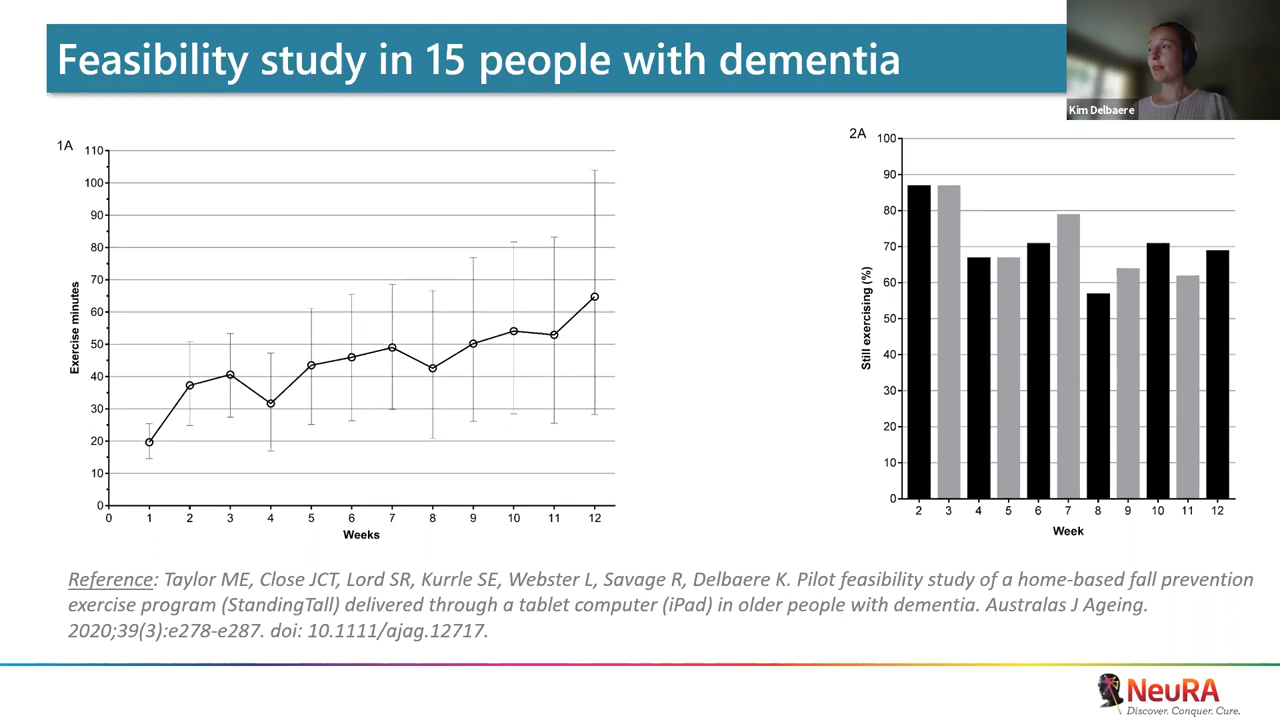 Feasibility study in 15 people with dementia
Kim Delbaere
1A
110
100
90
80
70
60
50
40
30
20
10
0
Exercise minutes
0 1 2 3 4 5 6 7 8 9 10 11 12
Weeks
2A
100
90
80
70
60
50
40
30
20
10
0
Still exercising (%)
2 3 4 5 6 7 8 9 10 11 12
Week
Reference: Taylor ME, Close JCT, Lord SR, Kurrle SE, Webster L, Savage R, Delbaere K. Pilot feasibility study of a home-based fall prevention
exercise program (StandingTall) delivered through a tablet computer (iPad) in older people with dementia. Australas J Ageing.
2020;39(3):e278-e287. doi: 10.1111/ajag.12717.
NeuRA
Discover. Conquer. Cure.